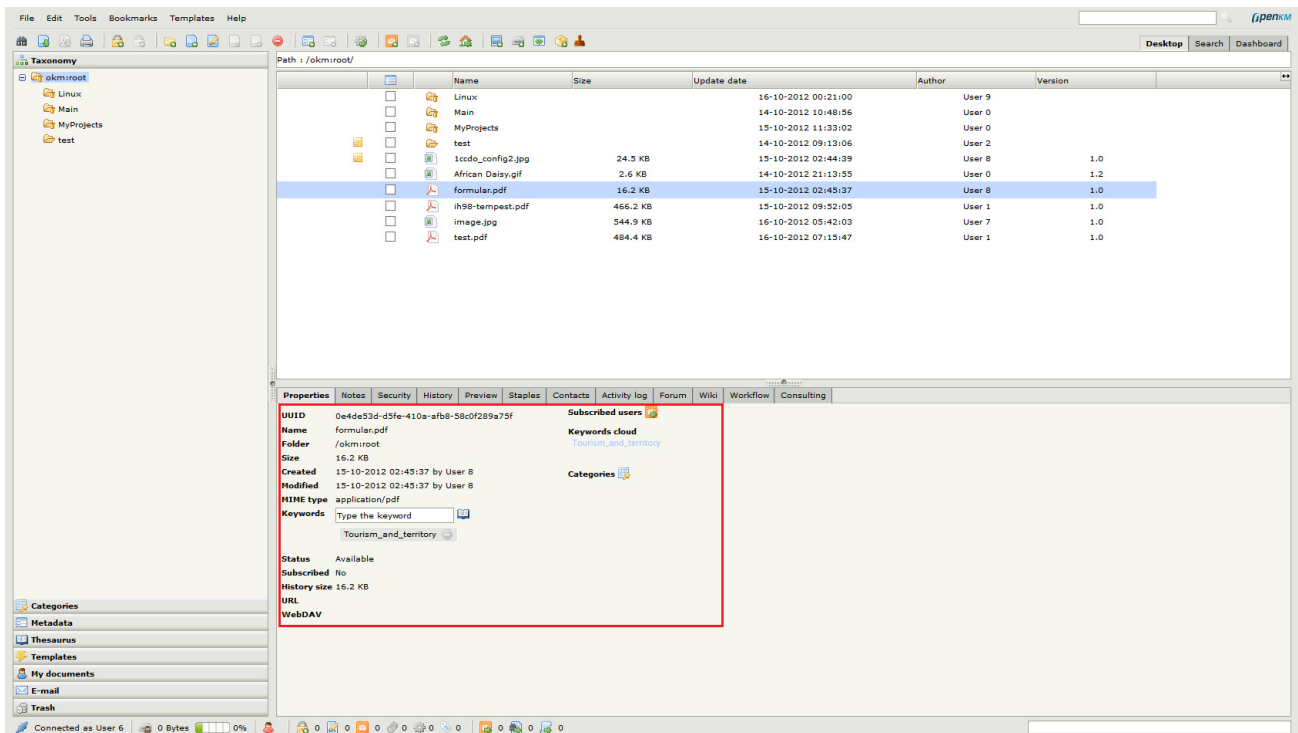 File Edit Tools Bookmarks Templates Help
OpenKM
Desktop Search Dashboard
Taxonomy
Path : /okm:root/
okm:root
Linux
Main
MyProjects
test
Name Size Update date Author Version
Linux 16-10-2012 00:21:00 User 9
Main 14-10-2012 10:48:56 User 0
MyProjects 15-10-2012 11:33:02 User 0
test 14-10-2012 09:13:06 User 2
1ccdo_config2.jpg 24.5 KB 15-10-2012 02:44:39 User 8 1.0
African Daisy.gif 2.6 KB 14-10-2012 21:13:55 User 0 1.2
formular.pdf 16.2 KB 15-10-2012 02:45:37 User 8 1.0
ih98-tempest.pdf 466.2 KB 15-10-2012 09:52:05 User 1 1.0
image.jpg 544.9 KB 16-10-2012 05:42:03 User 7 1.0
test.pdf 484.4 KB 16-10-2012 07:15:47 User 1 1.0
Properties Notes Security History Preview Staples Contacts Activity log Forum Wiki Workflow Consulting
UUID 0e4de53d-d5fe-410a-afb8-58c0f289a75f
Name formular.pdf
Folder /okm:root
Size 16.2 KB
Created 15-10-2012 02:45:37 by User 8
Modified 15-10-2012 02:45:37 by User 8
MIME type application/pdf
Keywords Type the keyword
Tourism_and_territory
Status Available
Subscribed No
History size 16.2 KB
URL
WebDAV
Subscribed users
Keywords cloud
Tourism_and_territory
Categories
Categories
Metadata
Thesaurus
Templates
My documents
E-mail
Trash
Connected as User 6 0 Bytes 0% 0 0 0 0 0 0 0 0 0